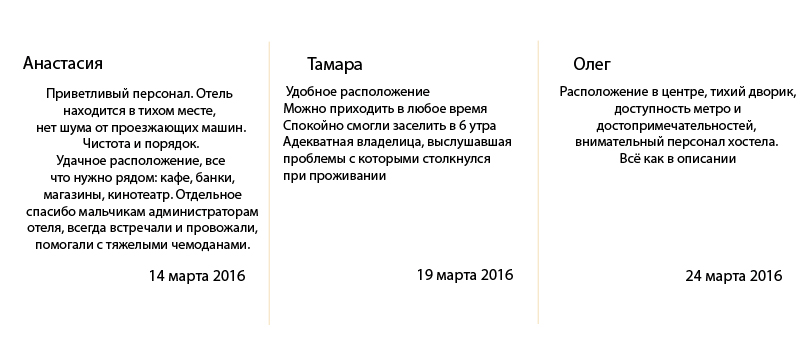 Анастасия
Приветливый персонал. Отель
находится в тихом месте,
нет шума от проезжающих машин.
Чистота и порядок.
Удачное расположение, все
что нужно рядом: кафе, банки,
магазины, кинотеатр. Отдельное
спасибо мальчикам администраторам
отеля, всегда встречали и провожали,
помогали с тяжелыми чемоданами.
14 марта 2016
Тамара
Удобное расположение
Можно приходить в любое время
Спокойно смогли заселить в 6 утра
Адекватная владелица, выслушавшая
проблемы с которыми столкнулся
при проживании
19 марта 2016
Олег
Расположение в центре, тихий дворик,
доступность метро и
достопримечательностей,
внимательный персонал хостела.
Всё как в описании
24 марта 2016